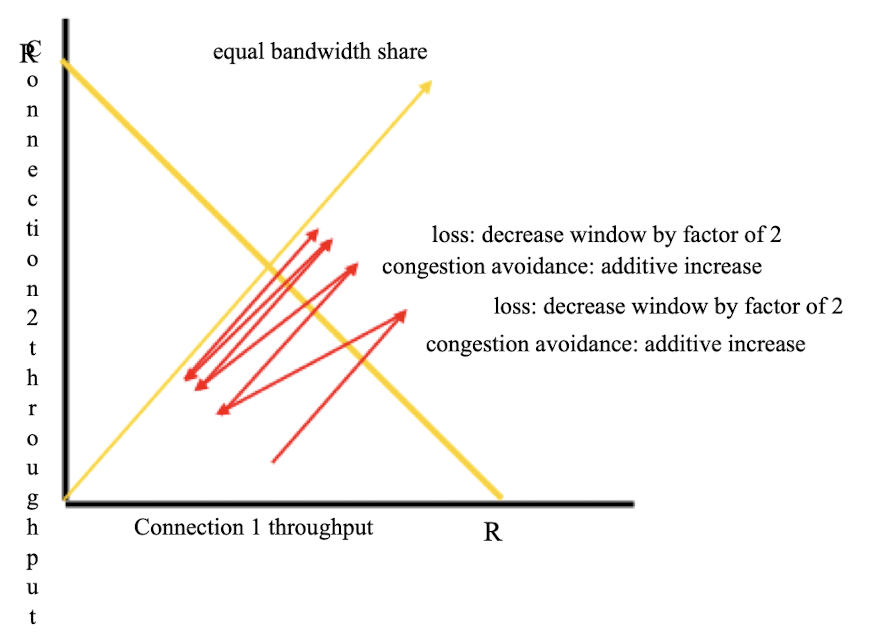 R
equal bandwidth share
Connection 2 throughput
loss: decrease window by factor of 2
congestion avoidance: additive increase
loss: decrease window by factor of 2
congestion avoidance: additive increase
Connection 1 throughput
R